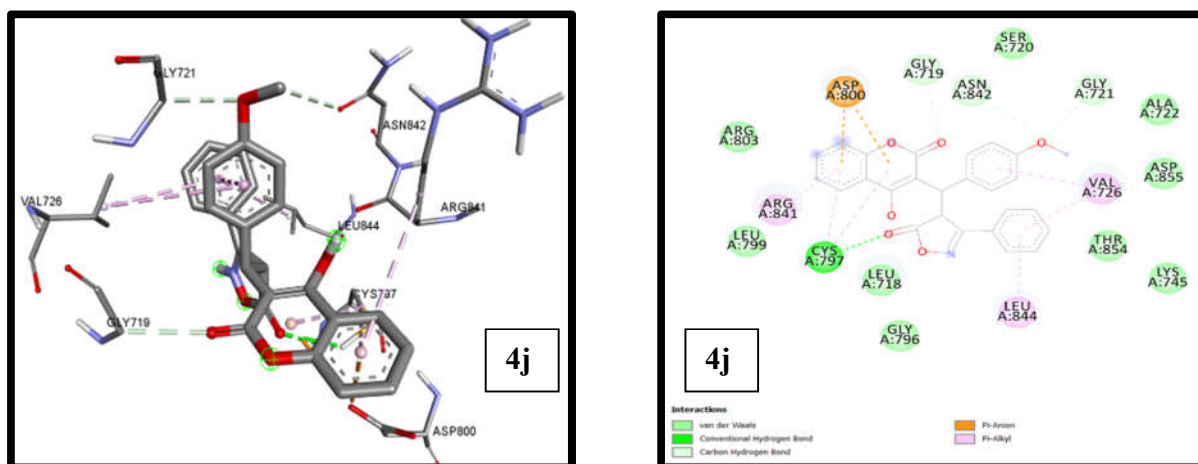 GLY721
ASN842
VAL726
ARG841
LEU844
GLY719
CYS797
4j
ASP800
SER
A:720
GLY
A:719
ASN
A:842
GLY
A:721
ASP
A:800
ALA
A:722
ARG
A:803
ASP
A:855
VAL
A:726
ARG
A:841
LEU
A:799
CYS
A:797
THR
A:854
LEU
A:718
LYS
A:745
LEU
A:844
GLY
A:796
4j
Interactions
van der Waals
Conventional Hydrogen Bond
Carbon Hydrogen Bond
Pi-Anion
Pi-Alkyl